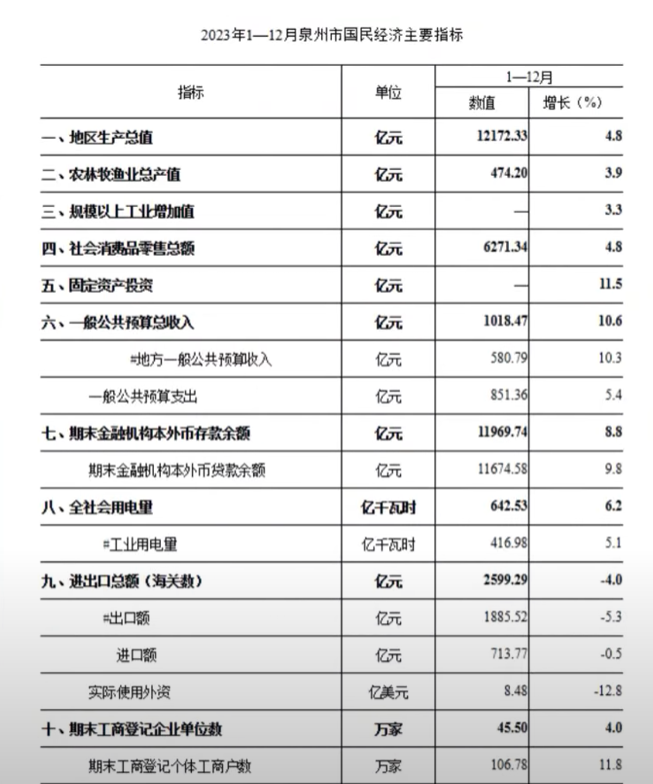 2023年1—12月泉州市国民经济主要指标
指标 单位 1—12月
数值 增长（%）
一、地区生产总值 亿元 12172.33 4.8
二、农林牧渔业总产值 亿元 474.20 3.9
三、规模以上工业增加值 亿元 — 3.3
四、社会消费品零售总额 亿元 6271.34 4.8
五、固定资产投资 亿元 — 11.5
六、一般公共预算总收入 亿元 1018.47 10.6
#地方一般公共预算收入 亿元 580.79 10.3
一般公共预算支出 亿元 851.36 5.4
七、期末金融机构本外币存款余额 亿元 11969.74 8.8
期末金融机构本外币贷款余额 亿元 11674.58 9.8
八、全社会用电量 亿千瓦时 642.53 6.2
#工业用电量 亿千瓦时 416.98 5.1
九、进出口总额（海关数） 亿元 2599.29 -4.0
#出口额 亿元 1885.52 -5.3
进口额 亿元 713.77 -0.5
实际使用外资 亿美元 8.48 -12.8
十、期末工商登记企业单位数 万家 45.50 4.0
期末工商登记个体工商户数 万家 106.78 11.8